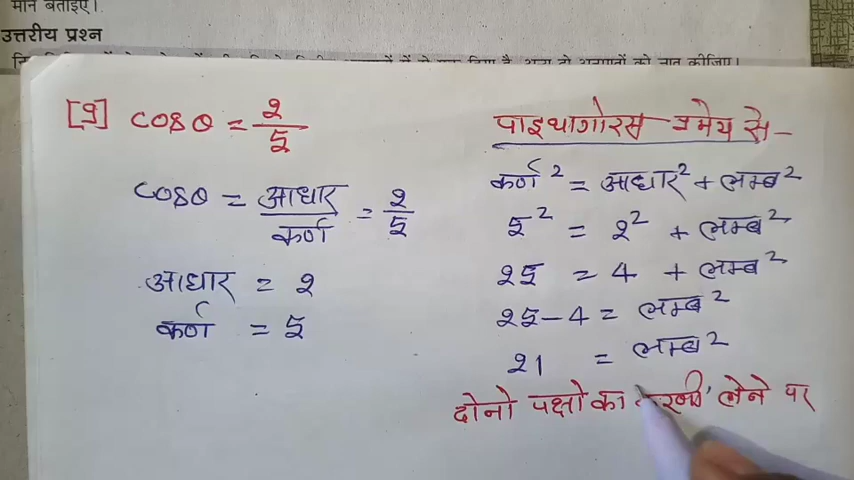 मान बताइए।
उत्तरीय प्रश्न
[9] cosθ = 2/5
cosθ = आधार/कर्ण = 2/5
आधार = 2
कर्ण = 5
पाइथागोरस प्रमेय से –
कर्ण² = आधार² + लम्ब²
5² = 2² + लम्ब²
25 = 4 + लम्ब²
25 – 4 = लम्ब²
21 = लम्ब²
दोनो पक्षो का लेने पर